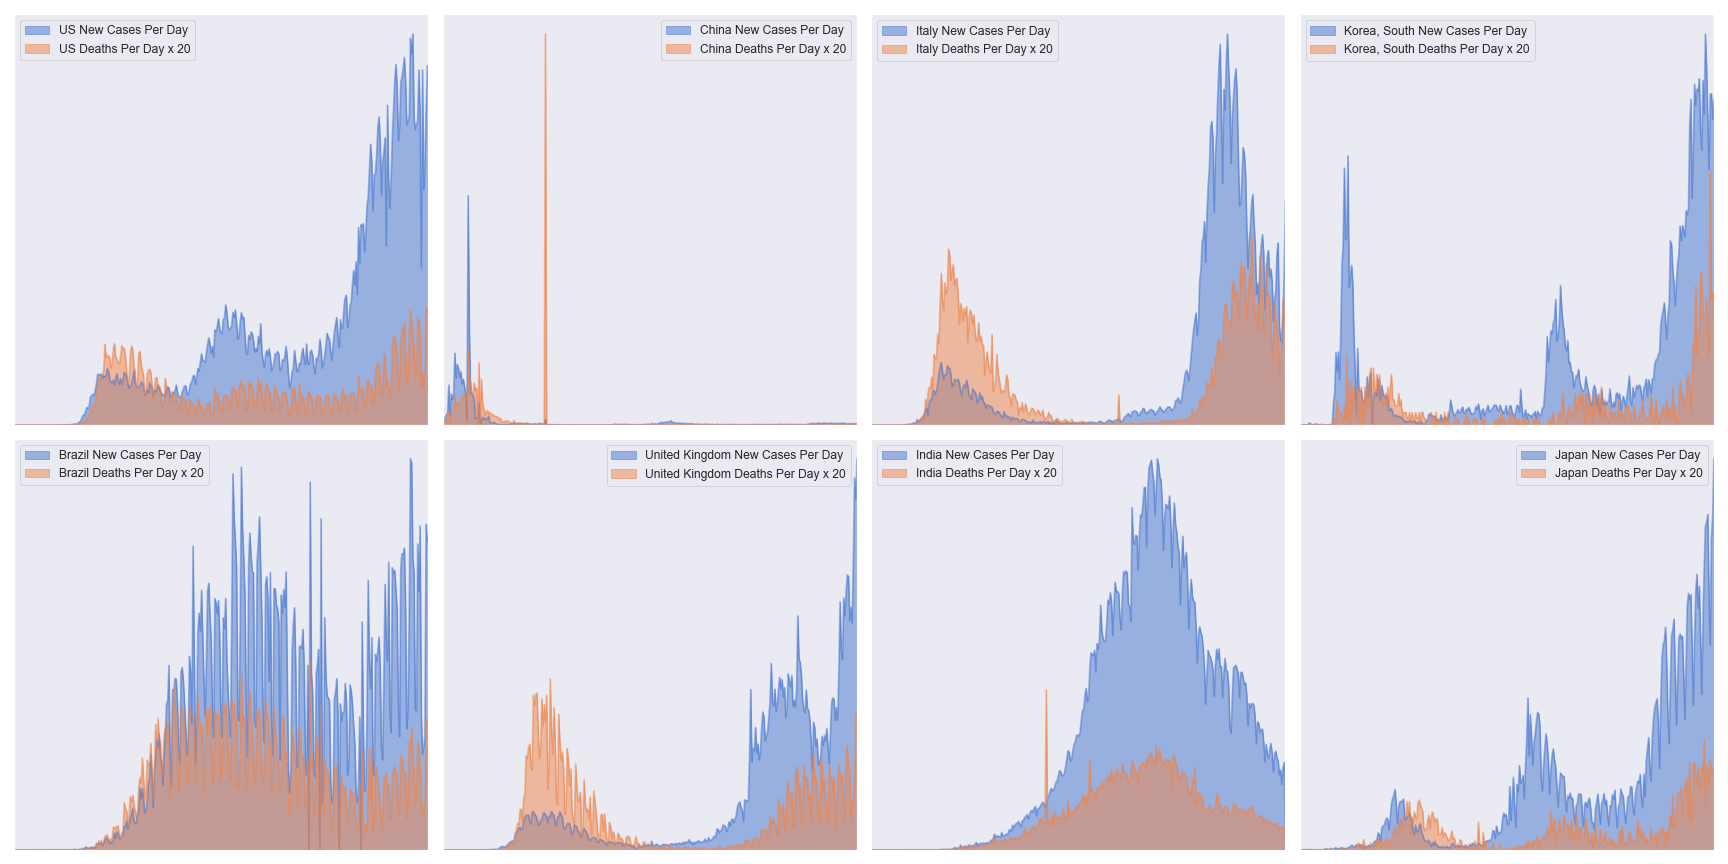 US New Cases Per Day
US Deaths Per Day x 20
China New Cases Per Day
China Deaths Per Day x 20
Italy New Cases Per Day
Italy Deaths Per Day x 20
Korea, South New Cases Per Day
Korea, South Deaths Per Day x 20
Brazil New Cases Per Day
Brazil Deaths Per Day x 20
United Kingdom New Cases Per Day
United Kingdom Deaths Per Day x 20
India New Cases Per Day
India Deaths Per Day x 20
Japan New Cases Per Day
Japan Deaths Per Day x 20